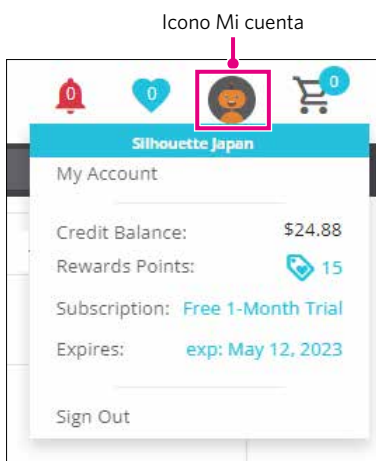 Icono Mi cuenta
0 0 0
Silhouette Japan
My Account
Credit Balance: $24.88
Rewards Points: 15
Subscription: Free 1-Month Trial
Expires: exp: May 12, 2023
Sign Out